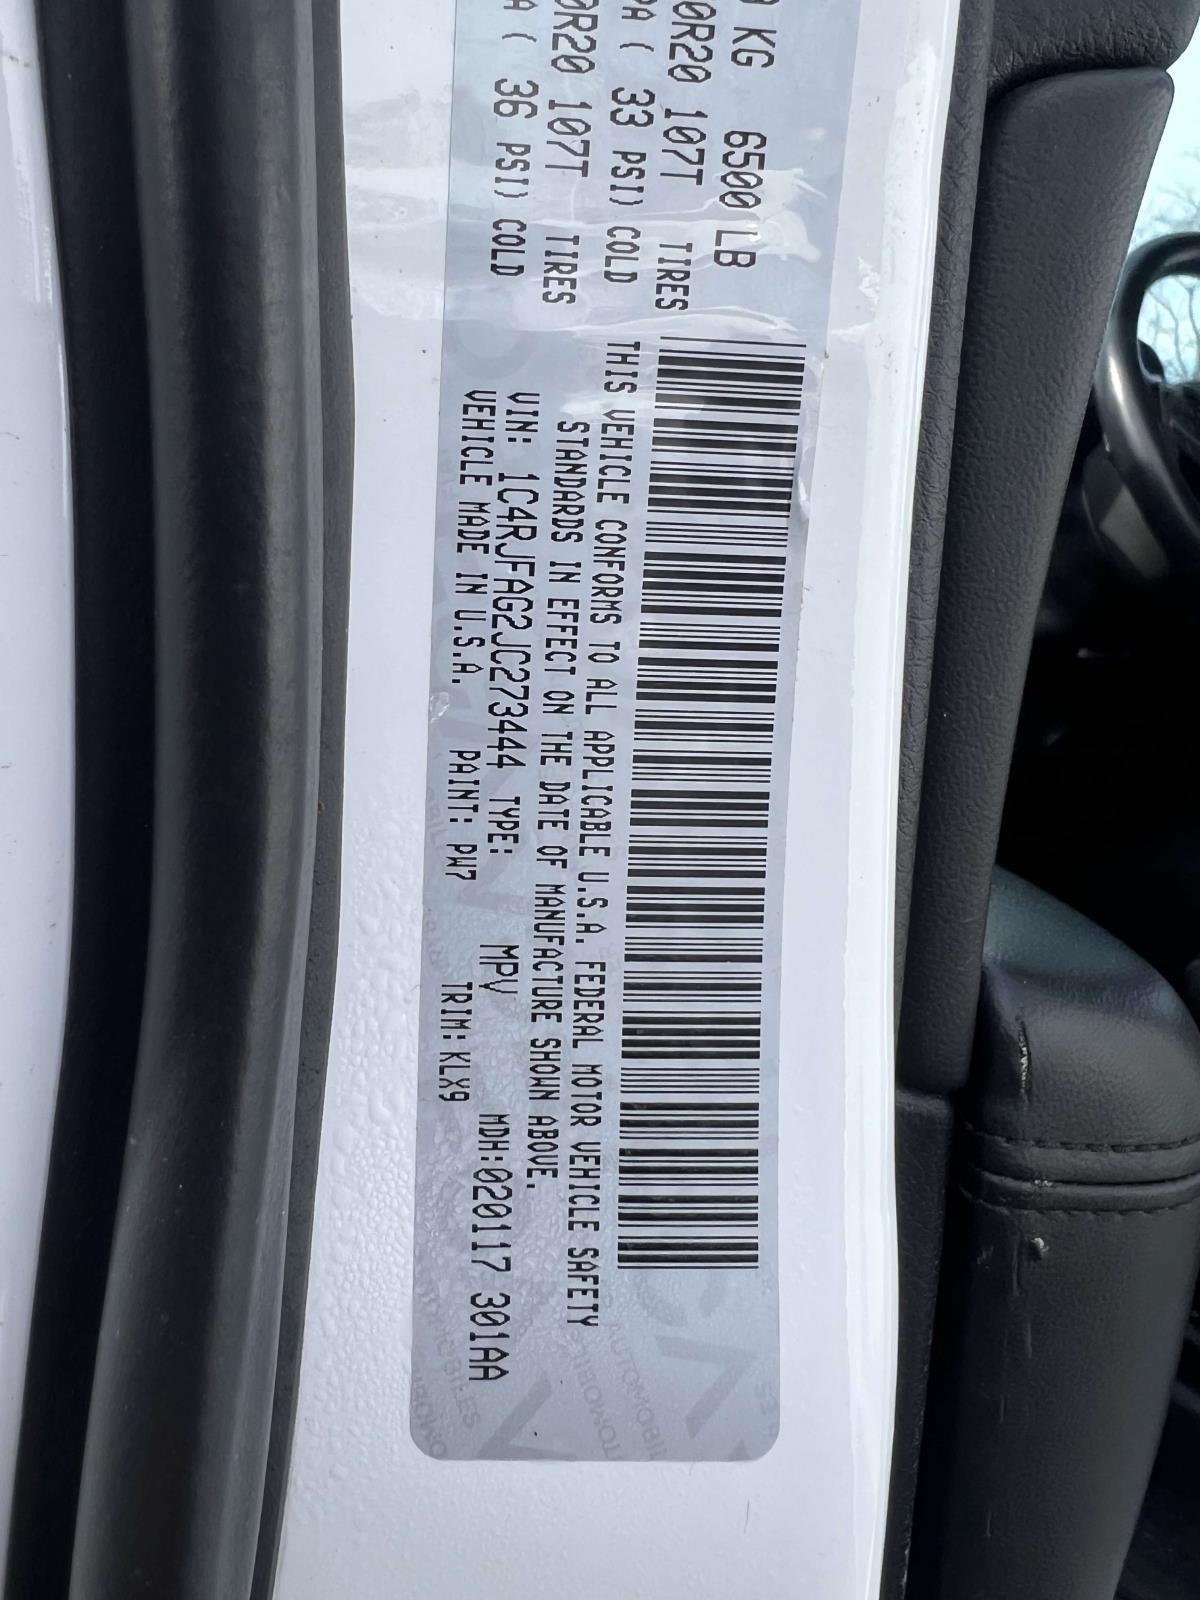 KG 6500 LB
0R20 107T TIRES
PA ( 33 PSI) COLD
0R20 107T TIRES
A ( 36 PSI) COLD
THIS VEHICLE CONFORMS TO ALL APPLICABLE U.S.A. FEDERAL MOTOR VEHICLE SAFETY
STANDARDS IN EFFECT ON THE DATE OF MANUFACTURE SHOWN ABOVE.
VIN: 1C4RJFAG2JC273444 TYPE: MPV MDH:020117 301AA
VEHICLE MADE IN U.S.A. PAINT: PW7 TRIM:KLX9